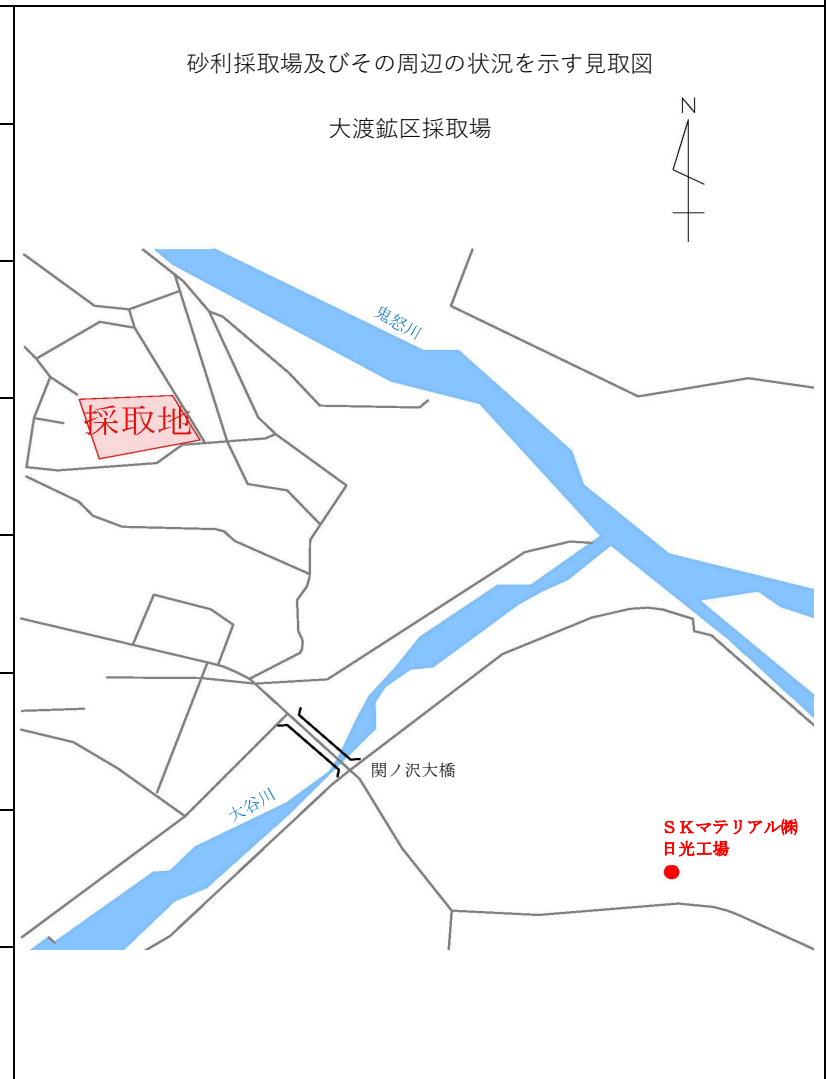 砂利採取場及びその周辺の状況を示す見取図
大渡鉱区採取場
N
鬼怒川
採取地
関ノ沢大橋
大谷川
ＳＫマテリアル㈱
日光工場